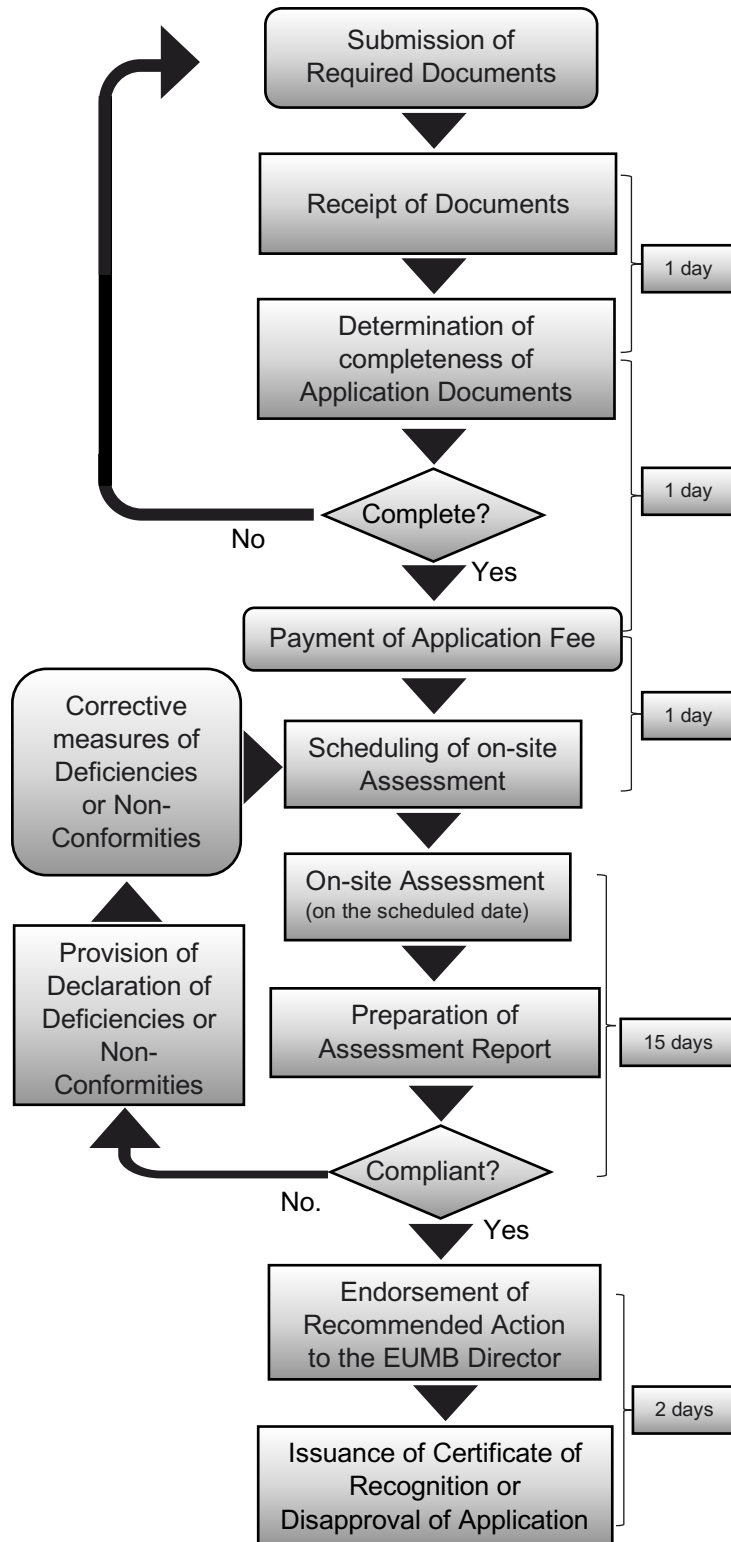 Submission of
Required Documents
Receipt of Documents
1 day
Determination of
completeness of
Application Documents
1 day
Complete?
No
Yes
Payment of Application Fee
Corrective
measures of
Deficiencies
or Non-
Conformities
1 day
Scheduling of on-site
Assessment
On-site Assessment
(on the scheduled date)
Provision of
Declaration of
Deficiencies or
Non-
Conformities
Preparation of
Assessment Report
15 days
Compliant?
No.
Yes
Endorsement of
Recommended Action
to the EUMB Director
2 days
Issuance of Certificate of
Recognition or
Disapproval of Application